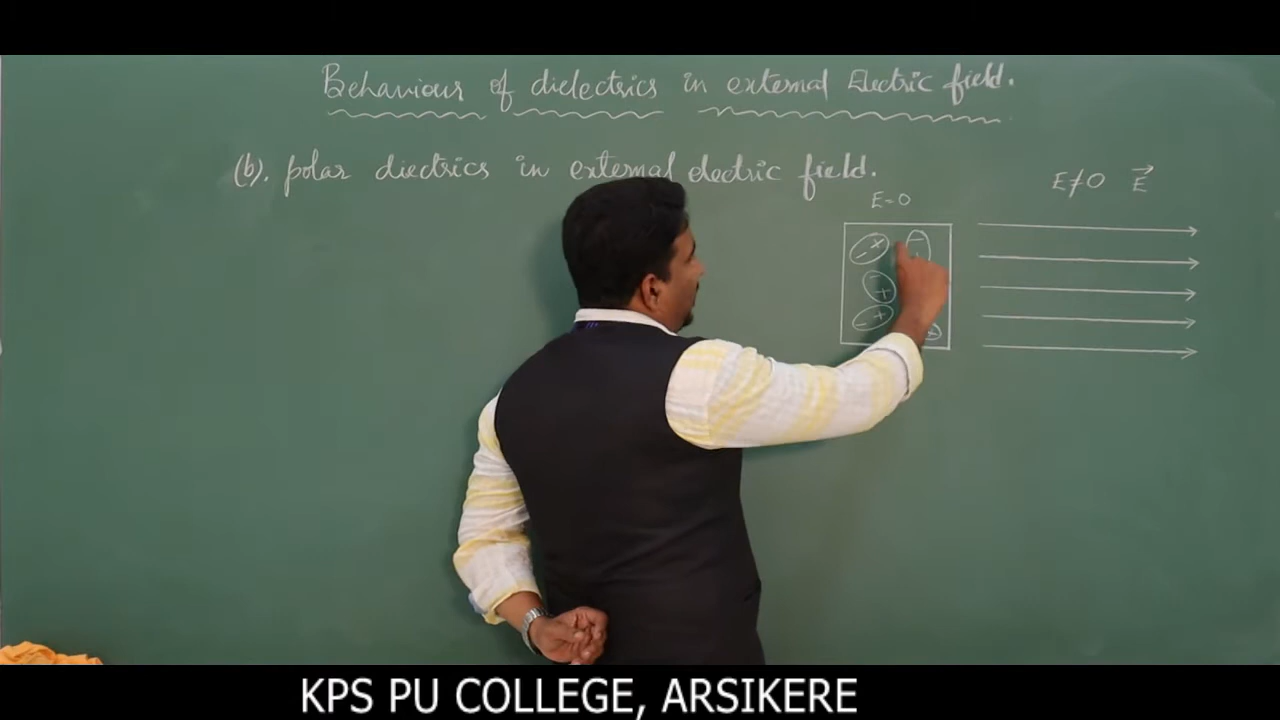 Behaviour of dielectrics in external Electric field.
(b). polar diectrics in external electric field.
E=0
E≠0 E⃗
+ -
- +
- +
-
+
KPS PU COLLEGE, ARSIKERE